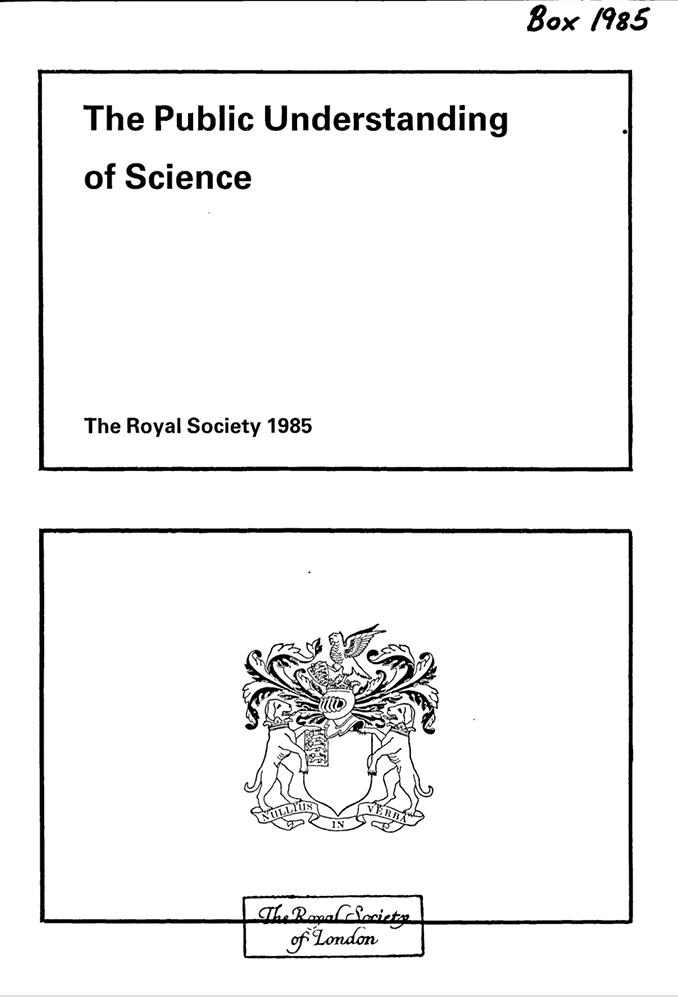 Box 1985
The Public Understanding
of Science
The Royal Society 1985
NULLIUS IN VERBA
The Royal Society
of London